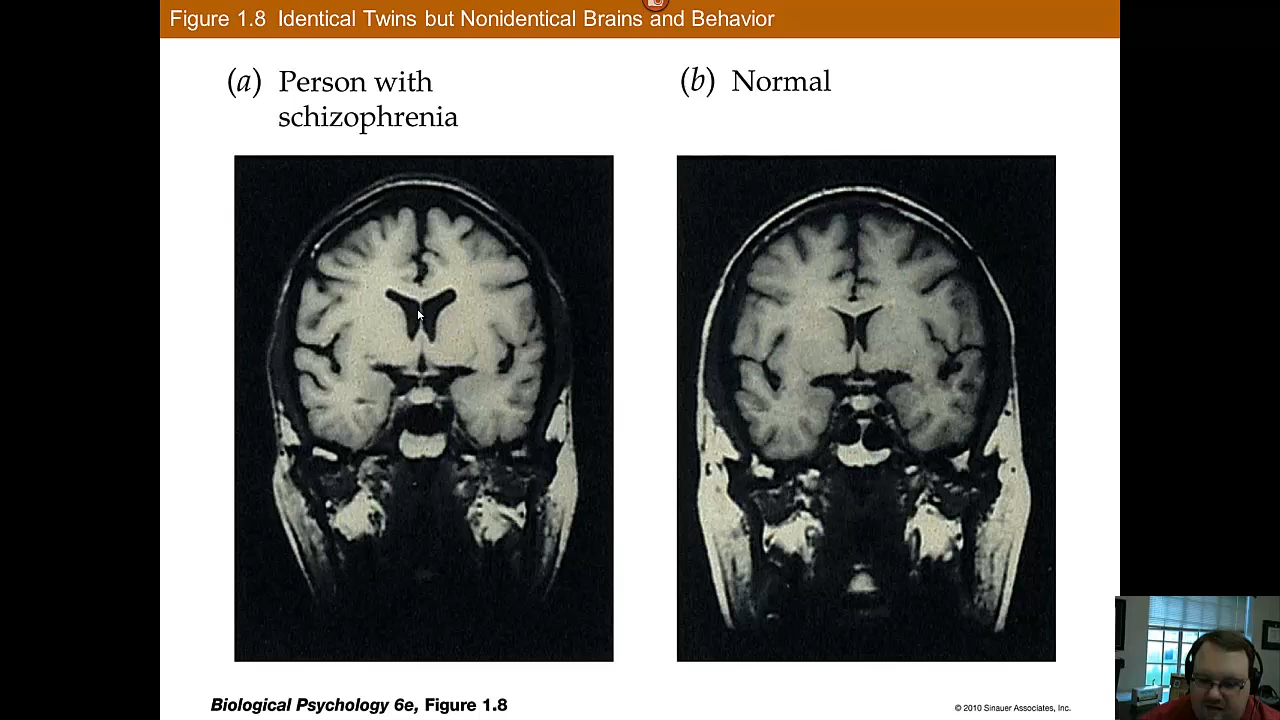 Figure 1.8 Identical Twins but Nonidentical Brains and Behavior
(a) Person with
schizophrenia
(b) Normal
Biological Psychology 6e, Figure 1.8
© 2010 Sinauer Associates, Inc.